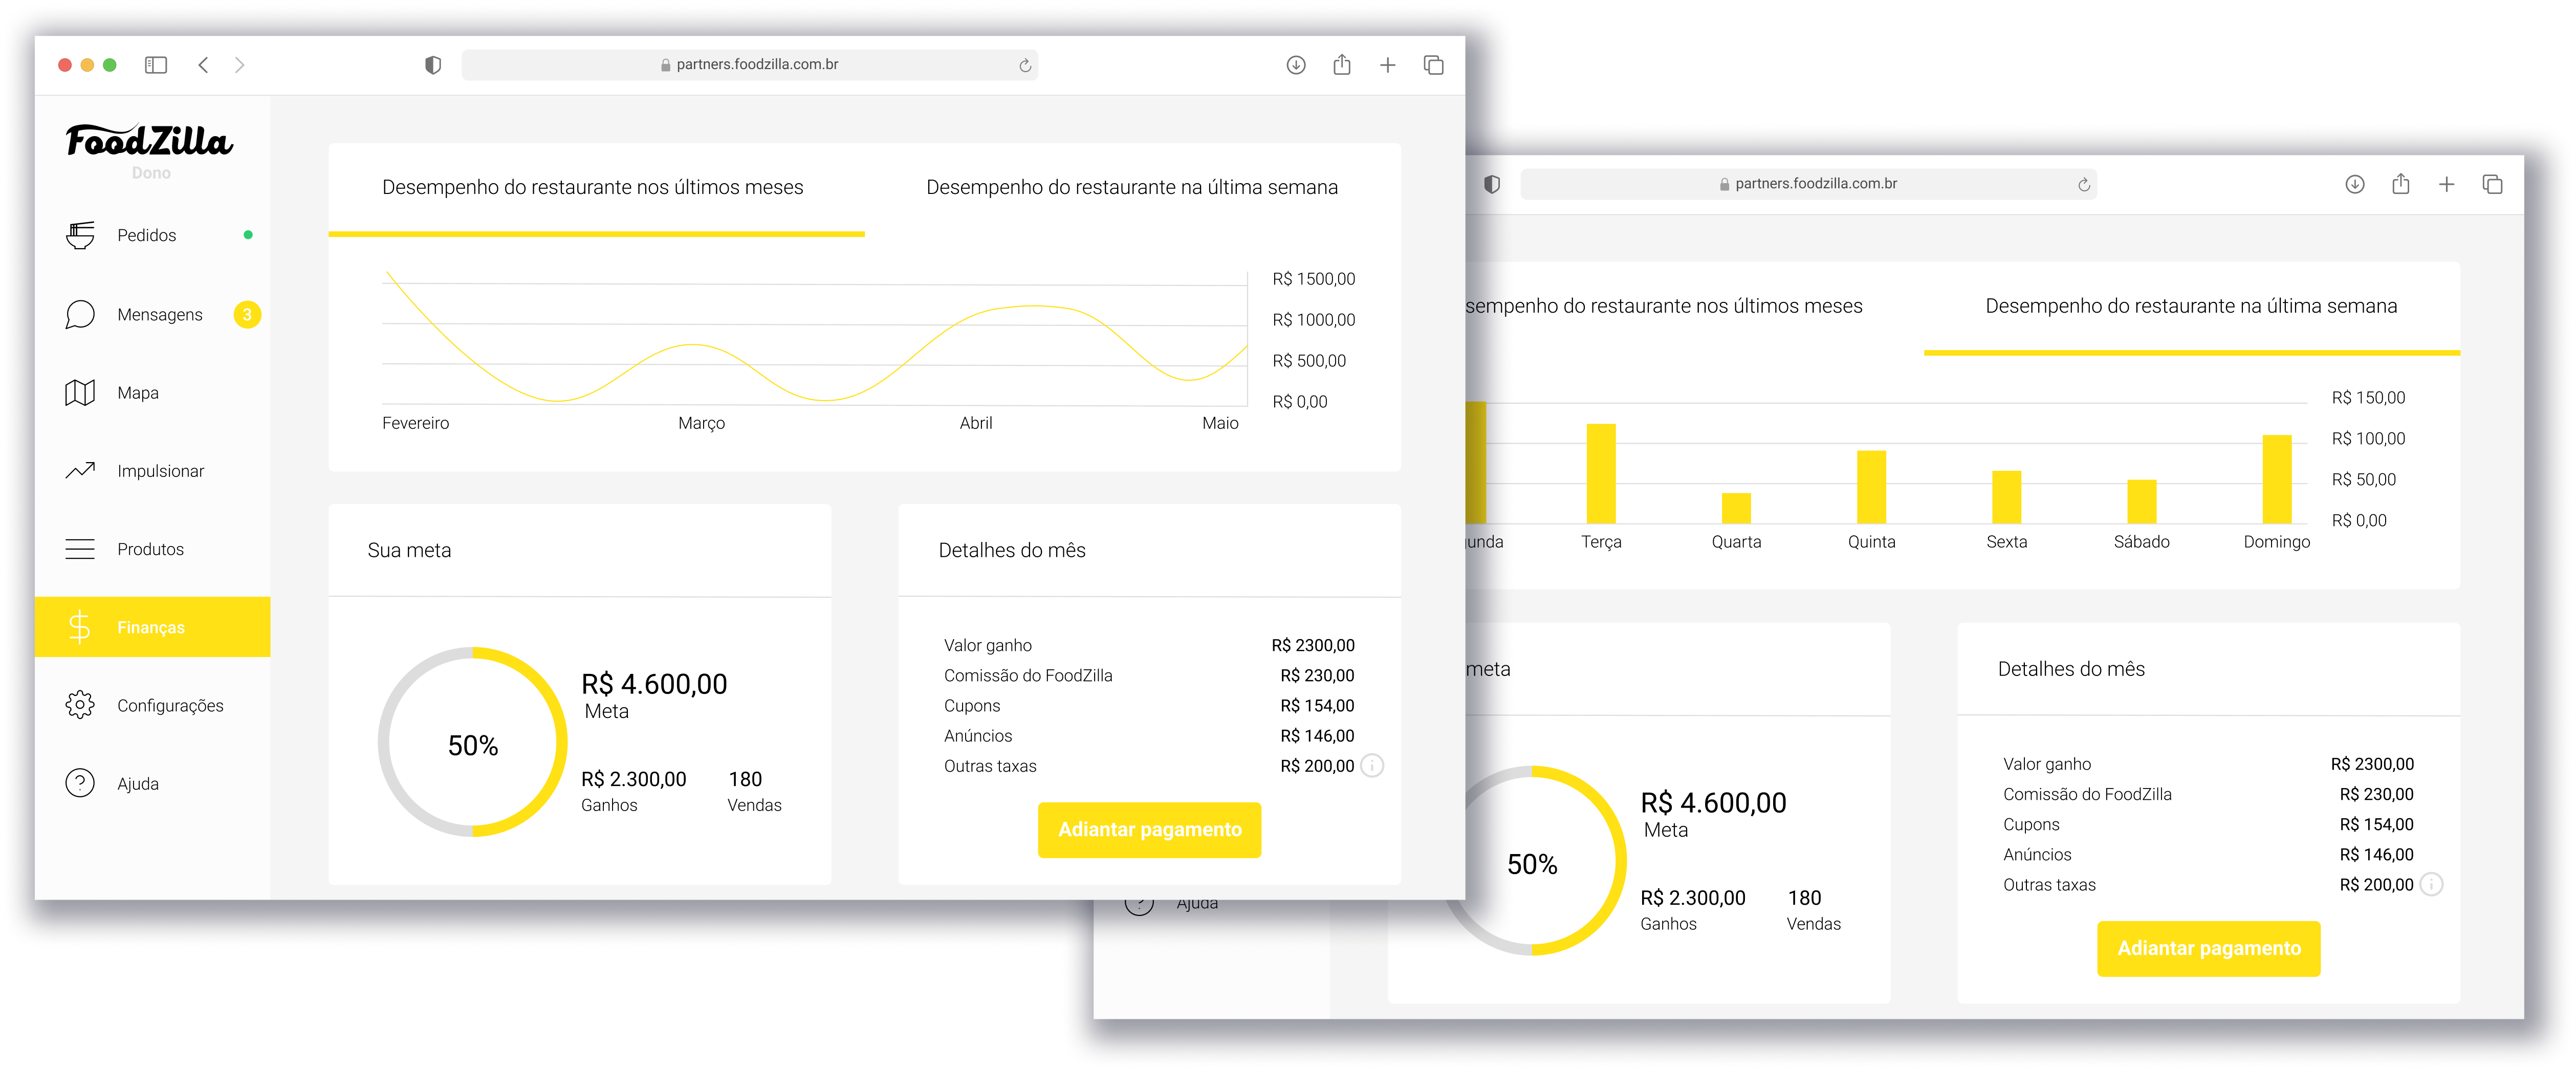 partners.foodzilla.com.br
FoodZilla
Dono
Pedidos
Mensagens 3
Mapa
Impulsionar
Produtos
Finanças
Configurações
Ajuda
Desempenho do restaurante nos últimos meses
Desempenho do restaurante na última semana
R$ 1500,00
R$ 1000,00
R$ 500,00
R$ 0,00
Fevereiro Março Abril Maio
Sua meta
50%
R$ 4.600,00
Meta
R$ 2.300,00 180
Ganhos Vendas
Detalhes do mês
Valor ganho R$ 2300,00
Comissão do FoodZilla R$ 230,00
Cupons R$ 154,00
Anúncios R$ 146,00
Outras taxas R$ 200,00
Adiantar pagamento
partners.foodzilla.com.br
sempenho do restaurante nos últimos meses
Desempenho do restaurante na última semana
R$ 150,00
R$ 100,00
R$ 50,00
R$ 0,00
unda Terça Quarta Quinta Sexta Sábado Domingo
meta
50%
R$ 4.600,00
Meta
R$ 2.300,00 180
Ganhos Vendas
Detalhes do mês
Valor ganho R$ 2300,00
Comissão do FoodZilla R$ 230,00
Cupons R$ 154,00
Anúncios R$ 146,00
Outras taxas R$ 200,00
Adiantar pagamento
Ajuda